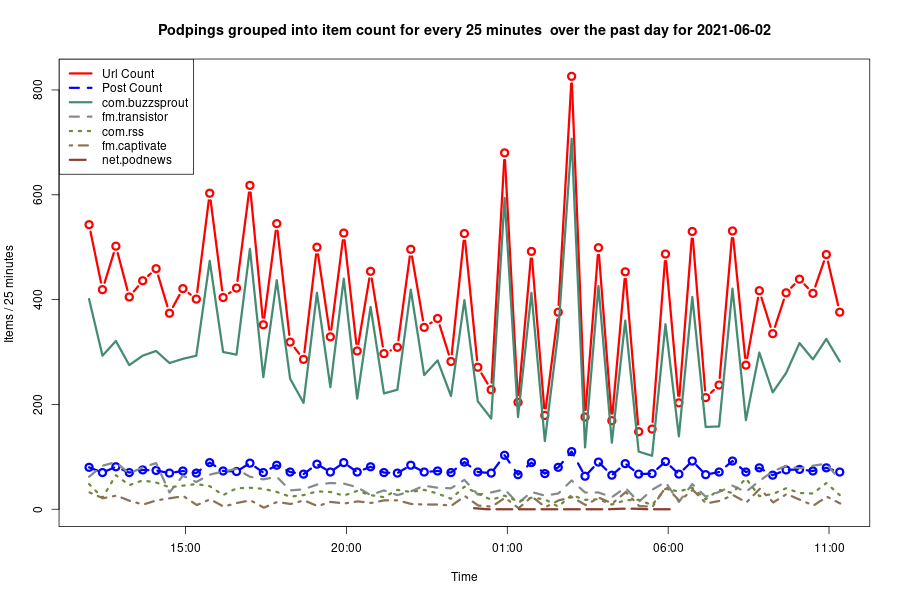 Podpings grouped into item count for every 25 minutes  over the past day for 2021-06-02
Url Count
Post Count
com.buzzsprout
fm.transistor
com.rss
fm.captivate
net.podnews
Items / 25 minutes
800
600
400
200
0
15:00
20:00
01:00
06:00
11:00
Time